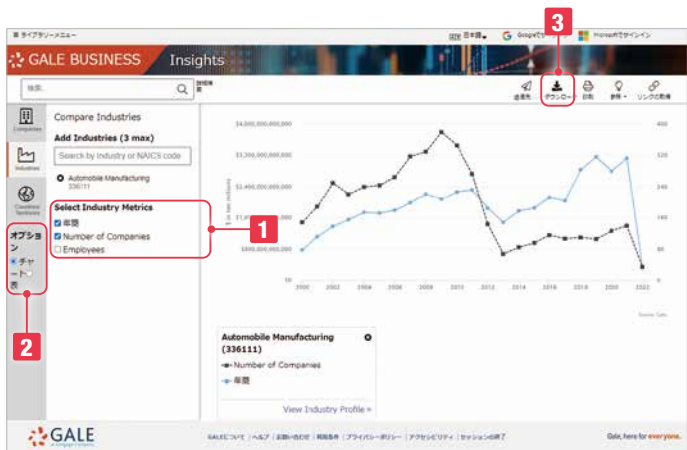 ライブラリーメニュー
日本語
Googleでサインイン
Microsoftでサインイン
3
GALE BUSINESS Insights
検索..
送信先
ダウンロード
印刷
リンクの取得
Companies
Industries
Compare Industries
Add Industries (3 max)
Search by Industry or NAICS code
Automobile Manufacturing
336111
Select Industry Metrics
年間
Number of Companies
Employees
1
オプショ
ン
チャ
ート
表
2
$4,000,000,000,000
400
$3,200,000,000,000
320
$2,400,000,000,000
240
160
$800,000,000,000
80
$0
0
2000
2002
2004
2006
2008
2010
2012
2014
2016
2018
2020
2022
Source: Gale
Automobile Manufacturing
(336111)
Number of Companies
年間
View Industry Profile »
GALE
GALEについて
ヘルプ
お問い合わせ
利用条件
プライバシーポリシー
アクセシビリティ
セッションの終了
Gale, here for everyone.